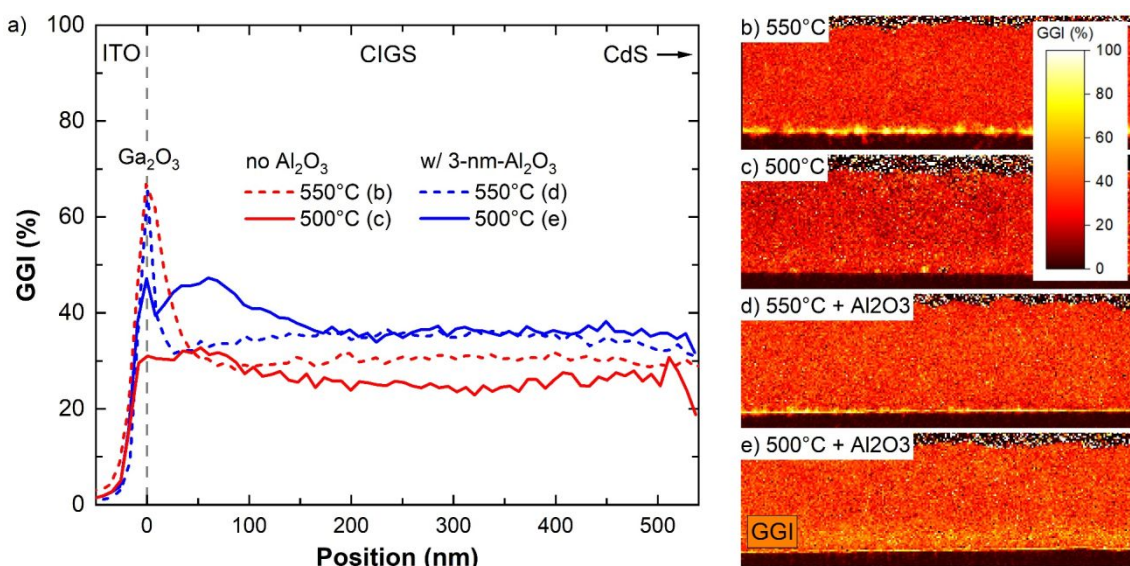 a)
100
80
60
40
20
0
GGI (%)
ITO
CIGS
CdS →
Ga₂O₃
no Al₂O₃
w/ 3-nm-Al₂O₃
550°C (b)
550°C (d)
500°C (c)
500°C (e)
0
100
200
300
400
500
Position (nm)
b) 550°C
GGI (%)
100
80
60
40
20
0
c) 500°C
d) 550°C + Al2O3
e) 500°C + Al2O3
GGI